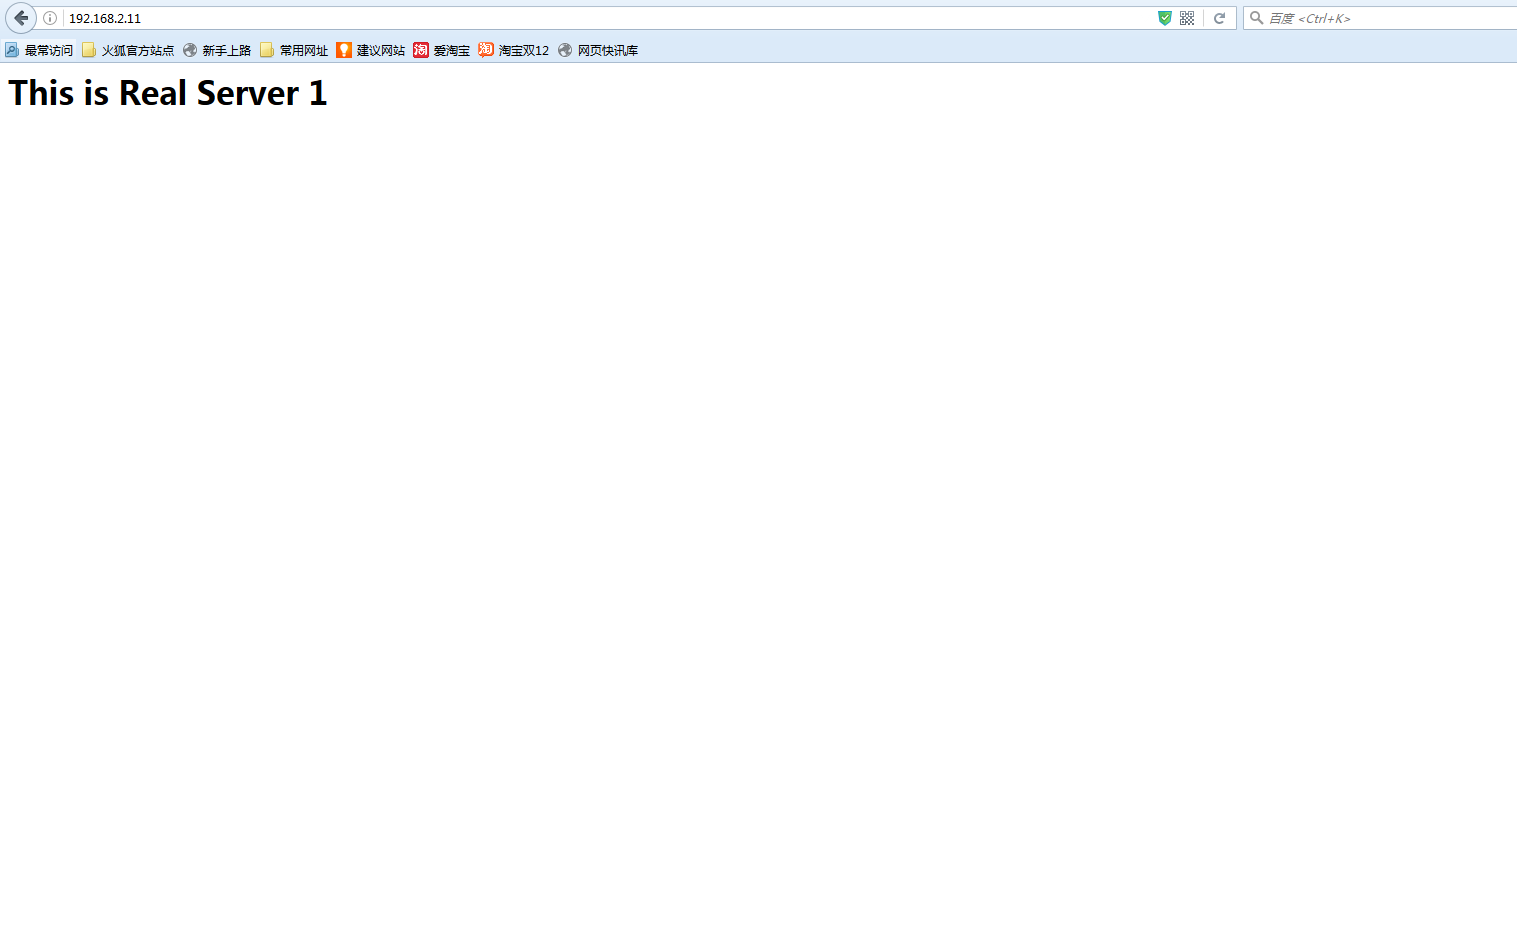 192.168.2.11
百度 <Ctrl+K>
最常访问 火狐官方站点 新手上路 常用网址 建议网站 淘 爱淘宝 淘 淘宝双12 网页快讯库
This is Real Server 1